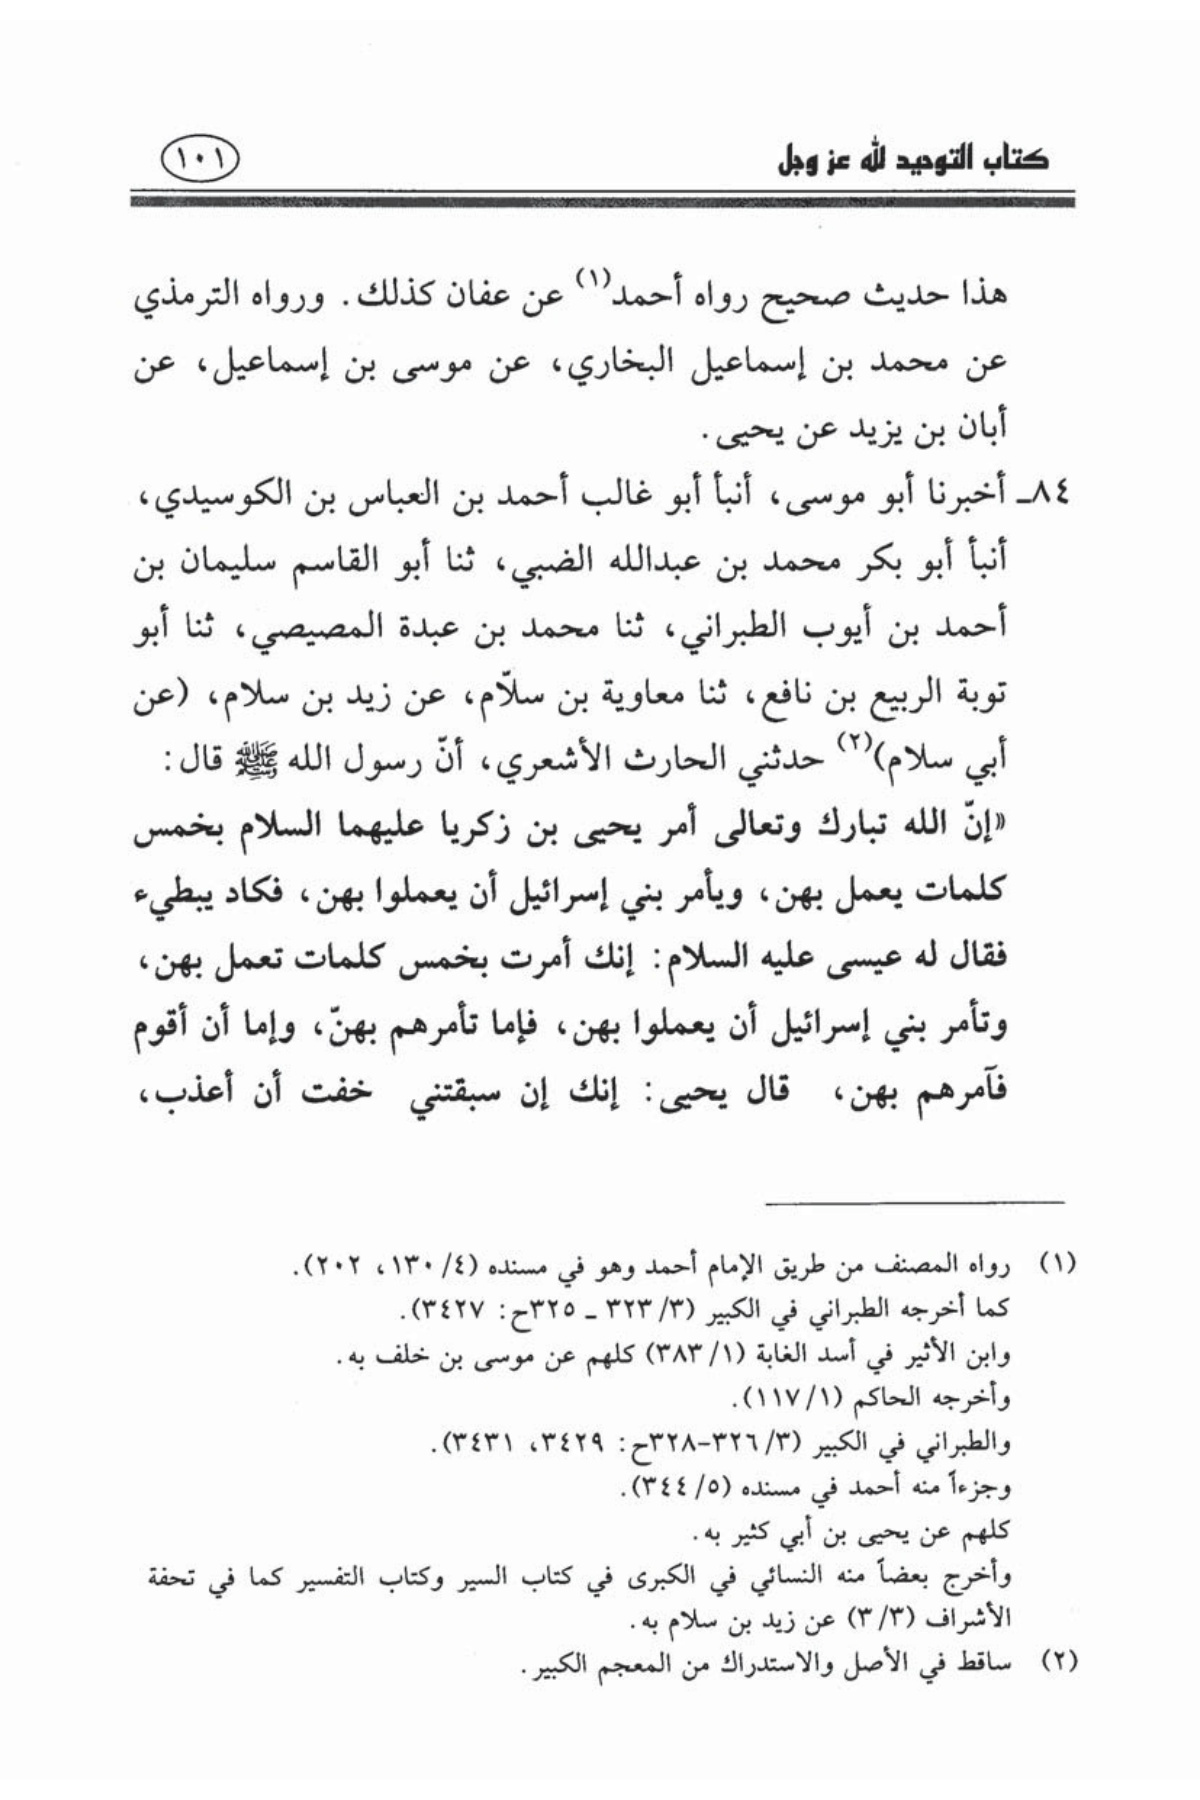 كتاب التوحيد لله عز وجل
١٠١
هذا حديث صحيح رواه أحمد(١) عن عفان كذلك. ورواه الترمذي
عن محمد بن إسماعيل البخاري، عن موسى بن إسماعيل، عن
أبان بن يزيد عن يحيى.
٨٤ـ أخبرنا أبو موسى، أنبأ أبو غالب أحمد بن العباس بن الكوسيدي،
أنبأ أبو بكر محمد بن عبدالله الضبي، ثنا أبو القاسم سليمان بن
أحمد بن أيوب الطبراني، ثنا محمد بن عبدة المصيصي، ثنا أبو
توبة الربيع بن نافع، ثنا معاوية بن سلاّم، عن زيد بن سلام، (عن
أبي سلام)(٢) حدثني الحارث الأشعري، أنّ رسول الله ﷺ قال:
«إنّ الله تبارك وتعالى أمر يحيى بن زكريا عليهما السلام بخمس
كلمات يعمل بهن، ويأمر بني إسرائيل أن يعملوا بهن، فكاد يبطيء
فقال له عيسى عليه السلام: إنك أمرت بخمس كلمات تعمل بهن،
وتأمر بني إسرائيل أن يعملوا بهن، فإما تأمرهم بهنّ، وإما أن أقوم
فآمرهم بهن، قال يحيى: إنك إن سبقتني خفت أن أعذب،
(١) رواه المصنف من طريق الإمام أحمد وهو في مسنده (٤/ ١٣٠، ٢٠٢).
كما أخرجه الطبراني في الكبير (٣/ ٣٢٣ ـ ٣٢٥ح: ٣٤٢٧).
وابن الأثير في أسد الغابة (١/ ٣٨٣) كلهم عن موسى بن خلف به.
وأخرجه الحاكم (١/ ١١٧).
والطبراني في الكبير (٣/ ٣٢٦–٣٢٨ح: ٣٤٢٩، ٣٤٣١).
وجزءاً منه أحمد في مسنده (٥/ ٣٤٤).
كلهم عن يحيى بن أبي كثير به.
وأخرج بعضاً منه النسائي في الكبرى في كتاب السير وكتاب التفسير كما في تحفة
الأشراف (٣/٣) عن زيد بن سلام به.
(٢) ساقط في الأصل والاستدراك من المعجم الكبير.